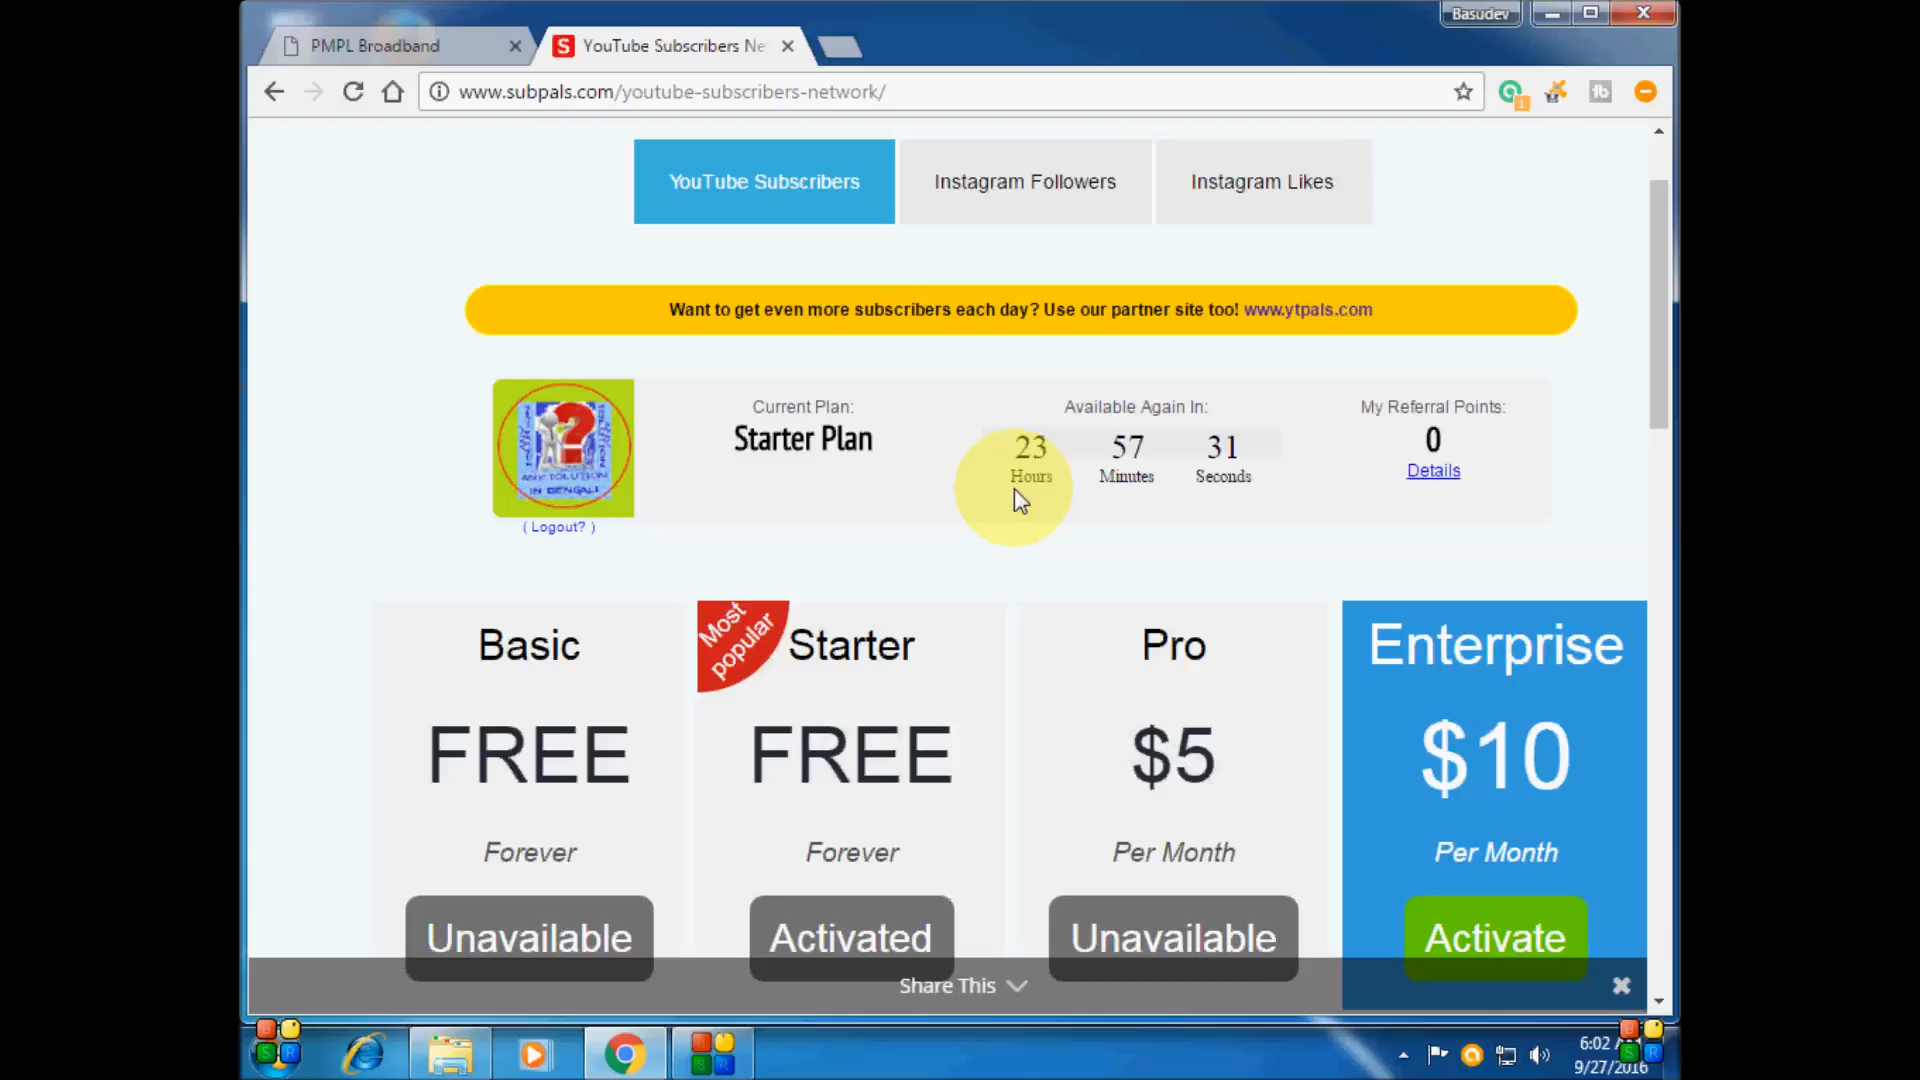 Basudev
PMPL Broadband
YouTube Subscribers Ne
www.subpals.com/youtube-subscribers-network/
YouTube Subscribers
Instagram Followers
Instagram Likes
Want to get even more subscribers each day? Use our partner site too! www.ytpals.com
Current Plan:
Starter Plan
Available Again In:
23 57 31
Hours Minutes Seconds
My Referral Points:
0
Details
ANY SOLUTION
IN BENGALI
( Logout? )
Basic
FREE
Forever
Unavailable
Most popular
Starter
FREE
Forever
Activated
Pro
$5
Per Month
Unavailable
Enterprise
$10
Per Month
Activate
Share This
6:02
9/27/2016